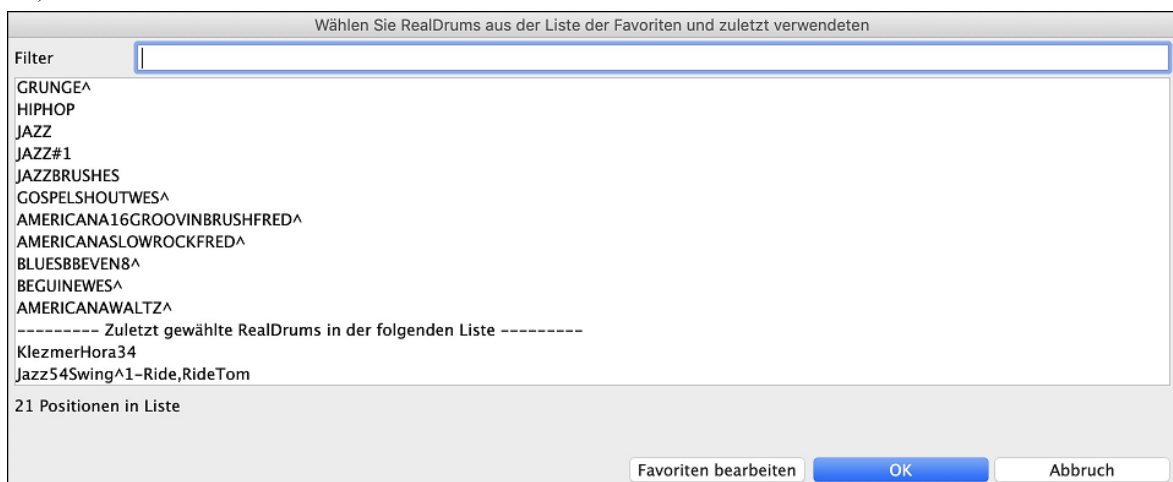 Wählen Sie RealDrums aus der Liste der Favoriten und zuletzt verwendeten
Filter
GRUNGE^
HIPHOP
JAZZ
JAZZ#1
JAZZBRUSHES
GOSPELSHOUTWES^
AMERICANA16GROOVINBRUSHFRED^
AMERICANASLOWROCKFRED^
BLUESBBEVEN8^
BEGUINEWES^
AMERICANAWALTZ^
--------- Zuletzt gewählte RealDrums in der folgenden Liste ---------
KlezmerHora34
Jazz54Swing^1-Ride,RideTom
21 Positionen in Liste
Favoriten bearbeiten OK Abbruch